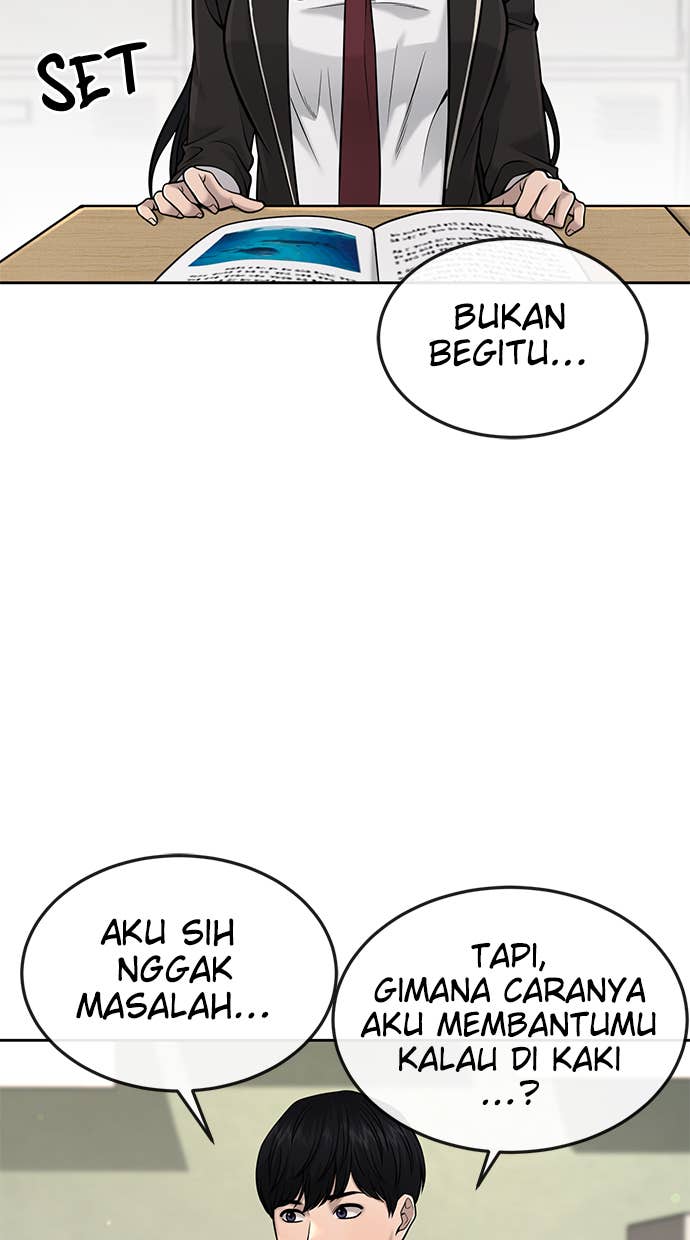 SET
BUKAN
BEGITU...
AKU SIH
NGGAK
MASALAH...
TAPI,
GIMANA CARANYA
AKU MEMBANTUMU
KALAU DI KAKI
...?